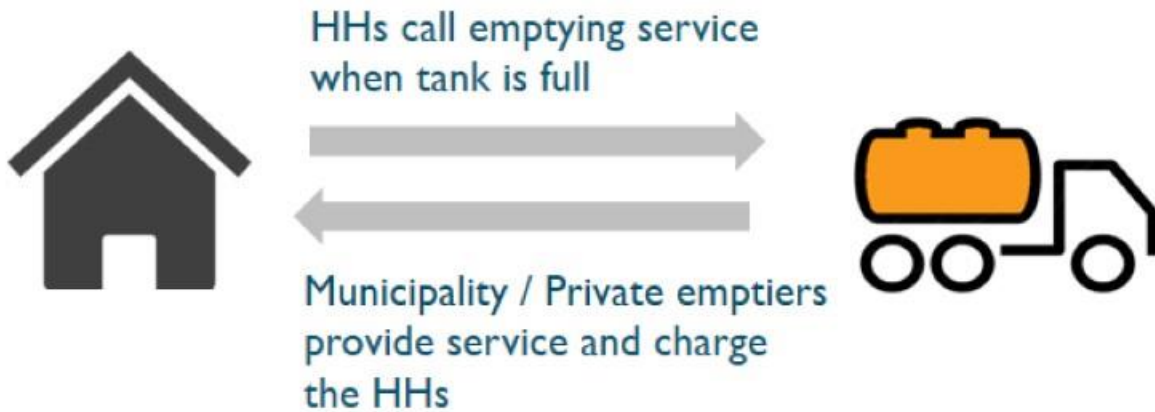 HHs call emptying service
when tank is full
Municipality / Private emptiers
provide service and charge
the HHs